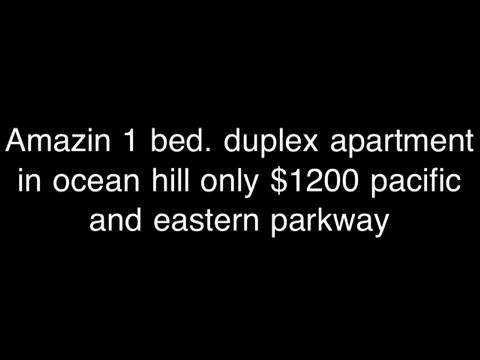 Amazin 1 bed. duplex apartment
in ocean hill only $1200 pacific
and eastern parkway